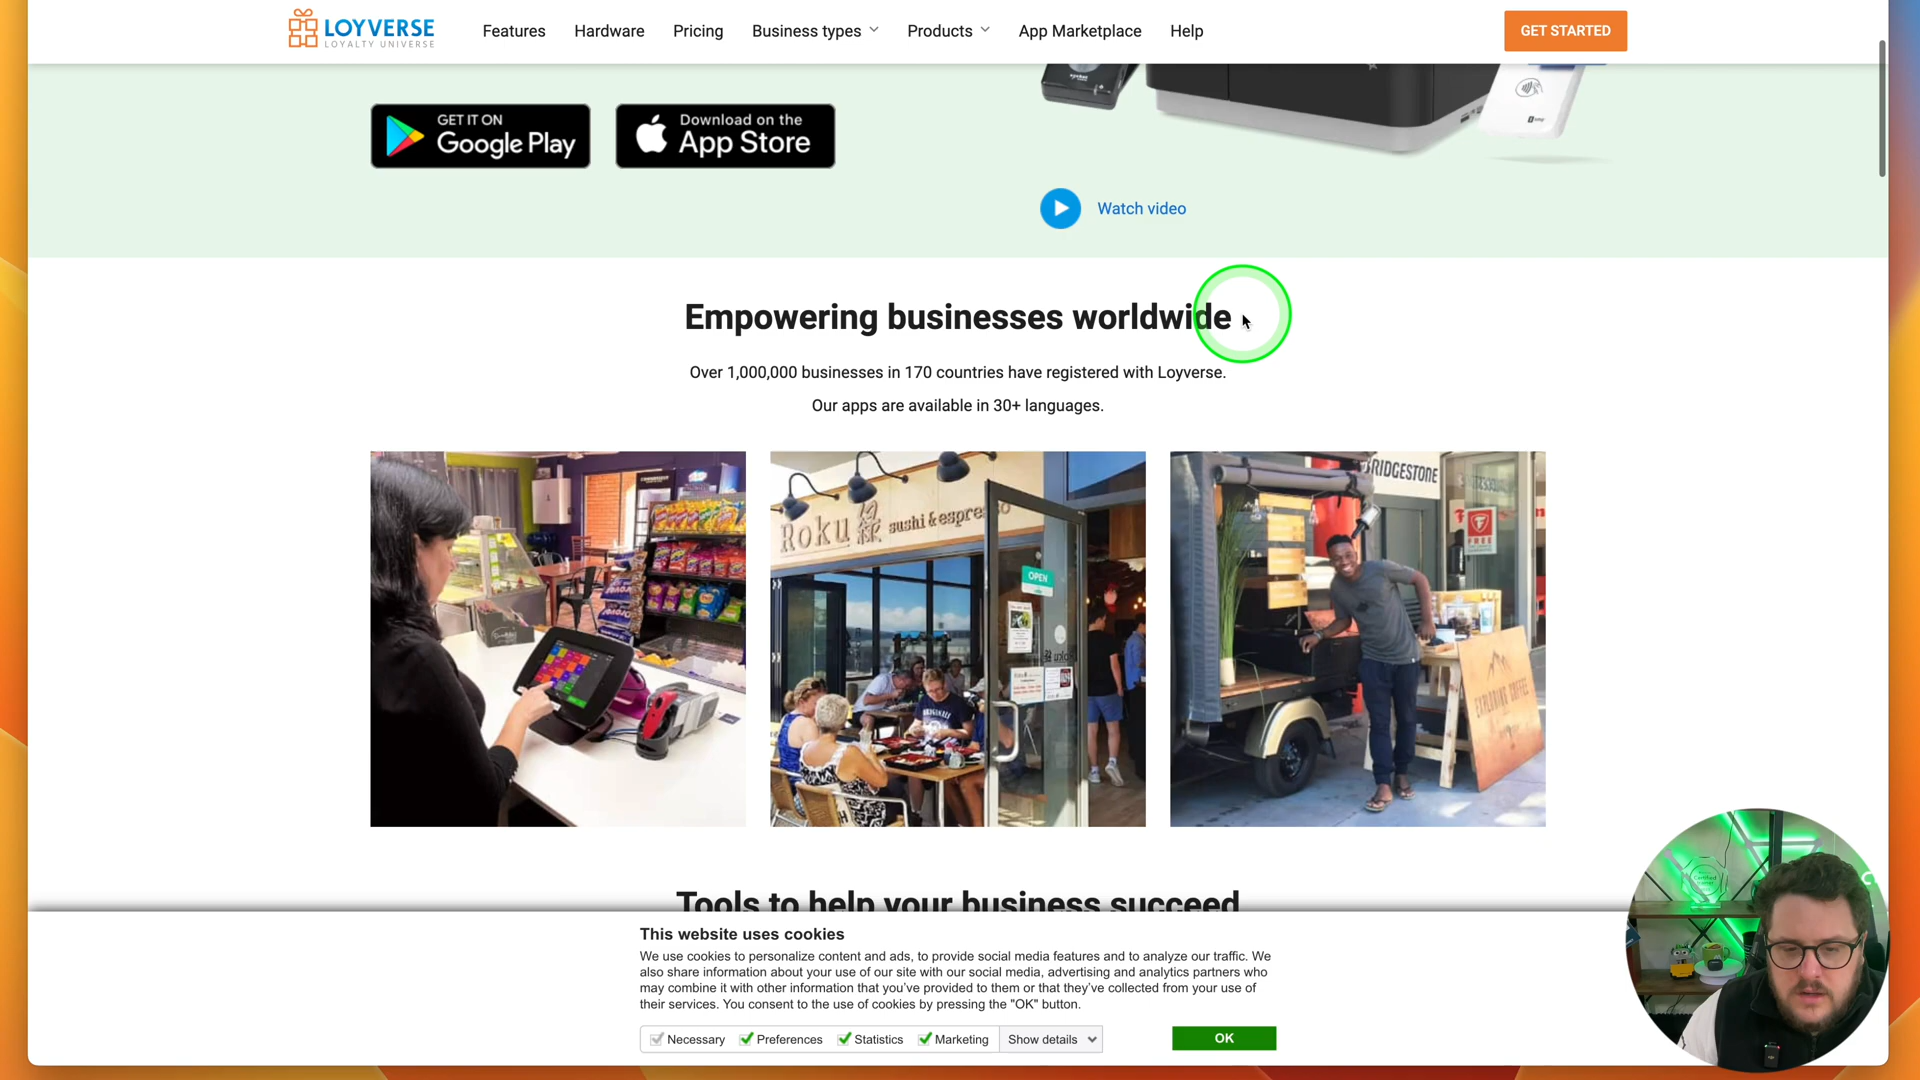 LOYVERSE
LOYALTY UNIVERSE
Features
Hardware
Pricing
Business types
Products
App Marketplace
Help
GET STARTED
GET IT ON
Google Play
Download on the
App Store
Watch video
Empowering businesses worldwide
Over 1,000,000 businesses in 170 countries have registered with Loyverse.
Our apps are available in 30+ languages.
Roku sushi & espresso
OPEN
BRIDGESTONE
FREE
EXPLORING COFFEE
Tools to help your business succeed
This website uses cookies
We use cookies to personalize content and ads, to provide social media features and to analyze our traffic. We
also share information about your use of our site with our social media, advertising and analytics partners who
may combine it with other information that you've provided to them or that they've collected from your use of
their services. You consent to the use of cookies by pressing the "OK" button.
Necessary
Preferences
Statistics
Marketing
Show details
OK